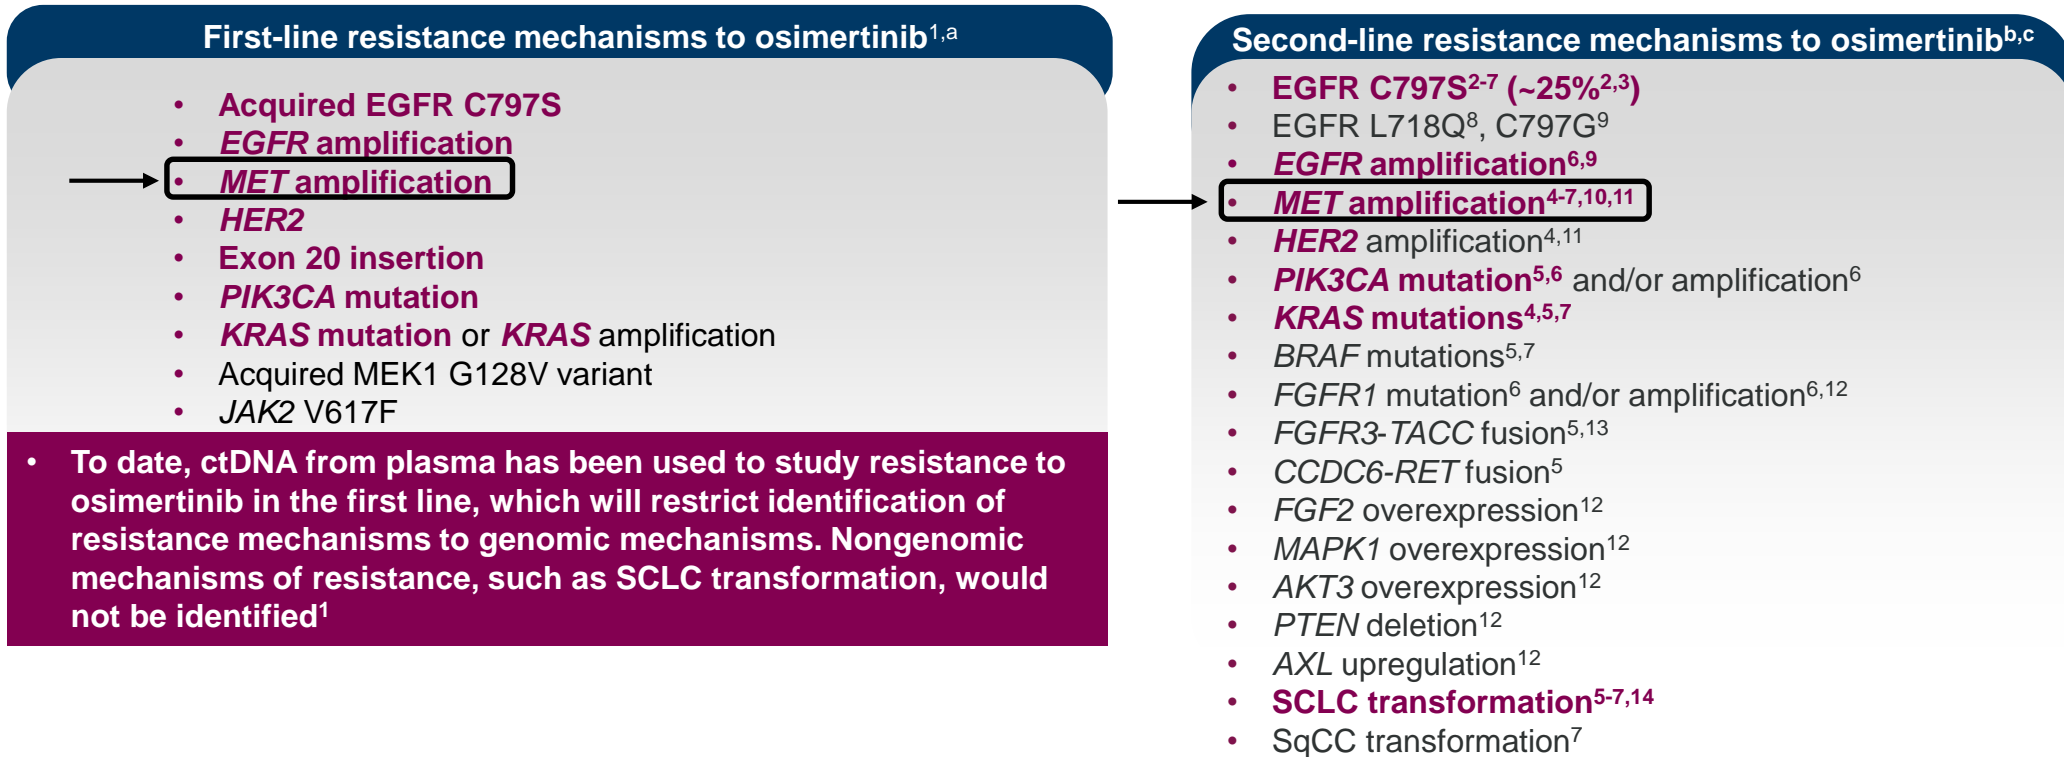 First-line resistance mechanisms to osimertinib1,a
• Acquired EGFR C797S
• EGFR amplification
• MET amplification
• HER2
• Exon 20 insertion
• PIK3CA mutation
• KRAS mutation or KRAS amplification
• Acquired MEK1 G128V variant
• JAK2 V617F
• To date, ctDNA from plasma has been used to study resistance to
osimertinib in the first line, which will restrict identification of
resistance mechanisms to genomic mechanisms. Nongenomic
mechanisms of resistance, such as SCLC transformation, would
not be identified1
Second-line resistance mechanisms to osimertinibb,c
• EGFR C797S2-7 (~25%2,3)
• EGFR L718Q8, C797G9
• EGFR amplification6,9
• MET amplification4-7,10,11
• HER2 amplification4,11
• PIK3CA mutation5,6 and/or amplification6
• KRAS mutations4,5,7
• BRAF mutations5,7
• FGFR1 mutation6 and/or amplification6,12
• FGFR3-TACC fusion5,13
• CCDC6-RET fusion5
• FGF2 overexpression12
• MAPK1 overexpression12
• AKT3 overexpression12
• PTEN deletion12
• AXL upregulation12
• SCLC transformation5-7,14
• SqCC transformation7